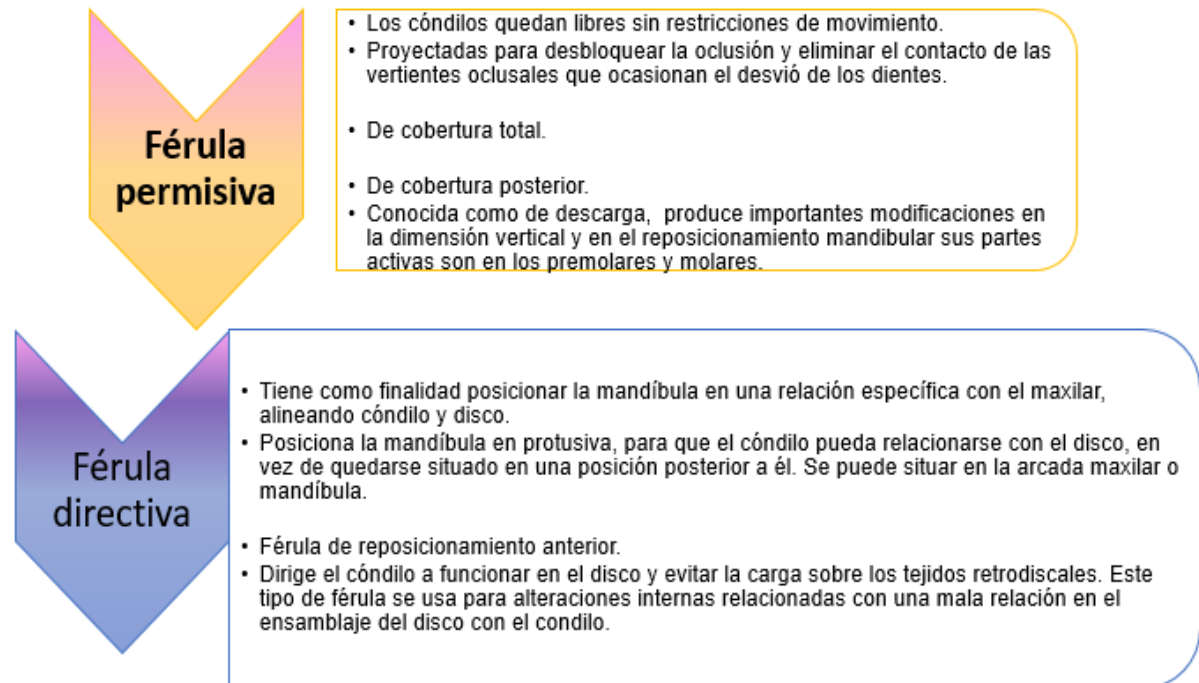 Férula
permisiva
• Los cóndilos quedan libres sin restricciones de movimiento.
• Proyectadas para desbloquear la oclusión y eliminar el contacto de las
vertientes oclusales que ocasionan el desvió de los dientes.
• De cobertura total.
• De cobertura posterior.
• Conocida como de descarga, produce importantes modificaciones en
la dimensión vertical y en el reposicionamiento mandibular sus partes
activas son en los premolares y molares.
Férula
directiva
• Tiene como finalidad posicionar la mandíbula en una relación específica con el maxilar,
alineando cóndilo y disco.
• Posiciona la mandíbula en protusiva, para que el cóndilo pueda relacionarse con el disco, en
vez de quedarse situado en una posición posterior a él. Se puede situar en la arcada maxilar o
mandíbula.
• Férula de reposicionamiento anterior.
• Dirige el cóndilo a funcionar en el disco y evitar la carga sobre los tejidos retrodiscales. Este
tipo de férula se usa para alteraciones internas relacionadas con una mala relación en el
ensamblaje del disco con el condilo.